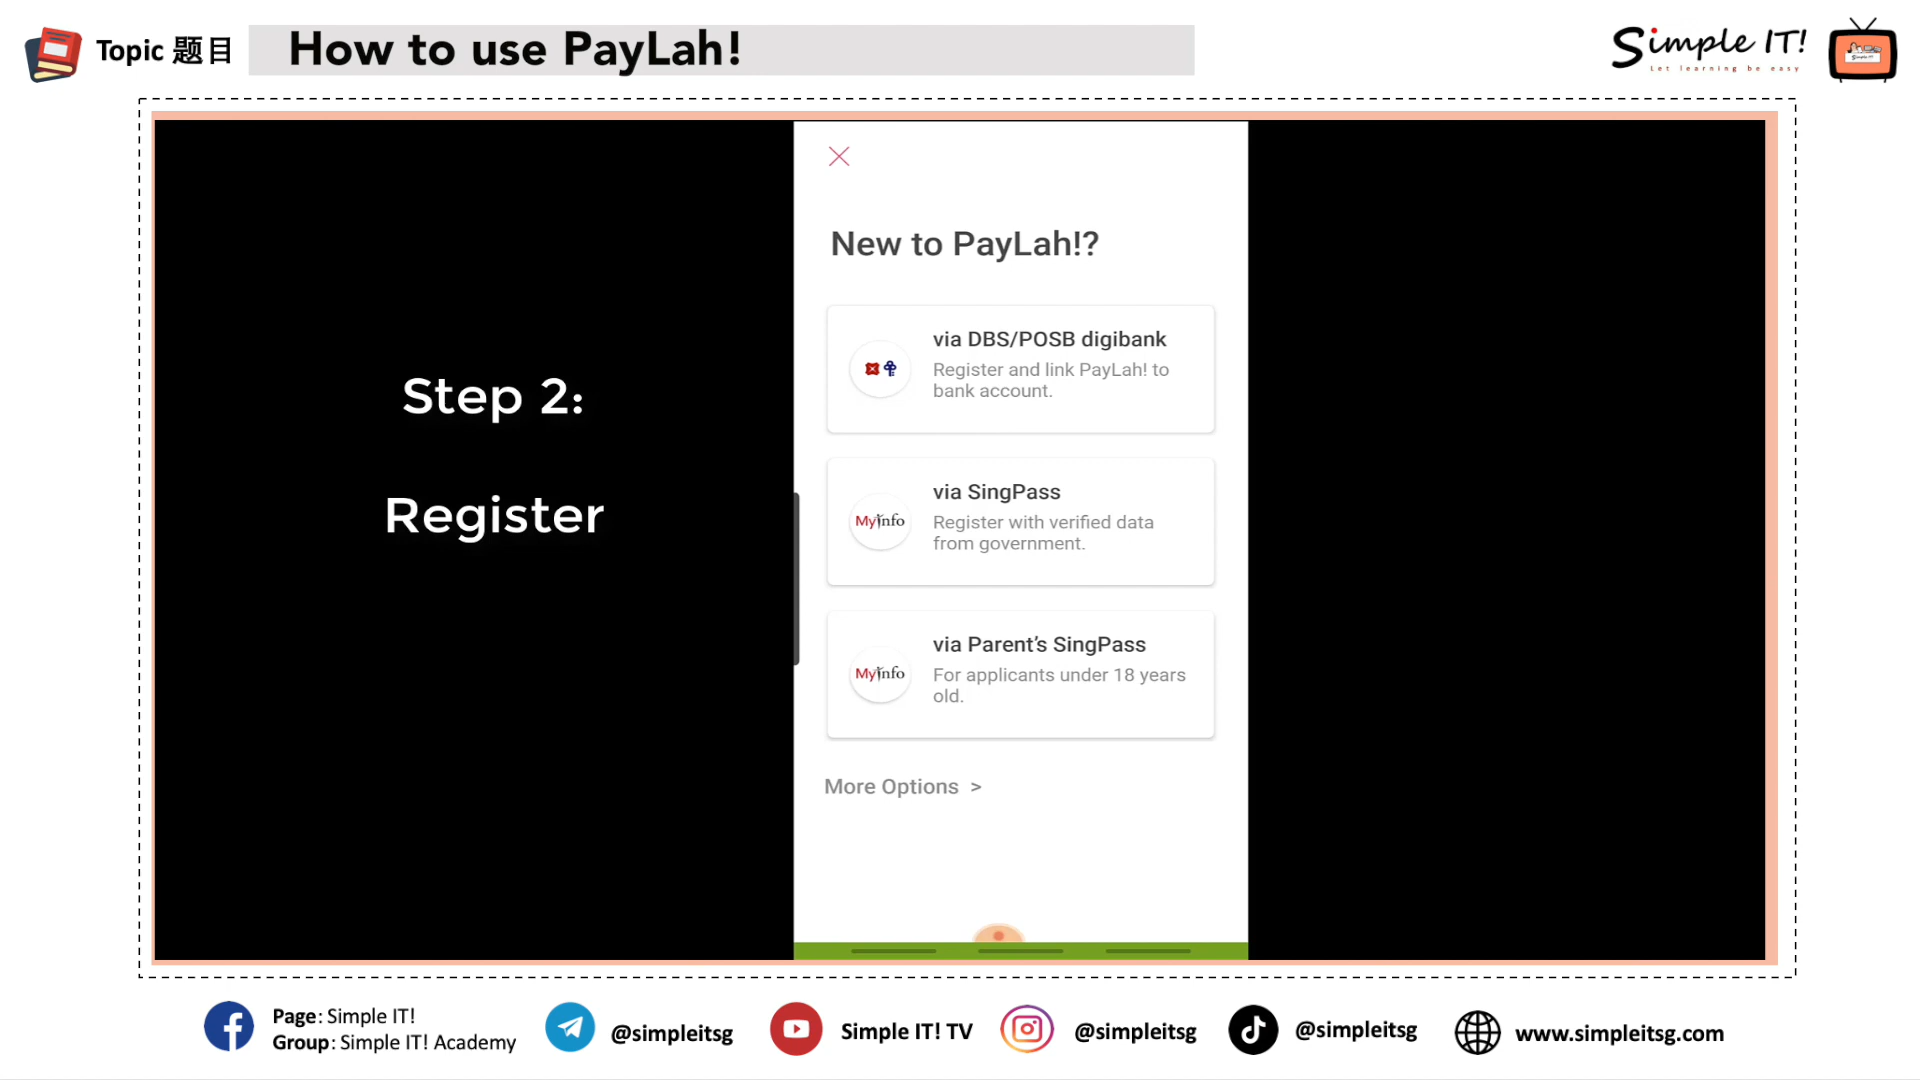 Topic 题目
How to use PayLah!
Simple IT!
Let learning be easy
Step 2:
Register
New to PayLah!?
via DBS/POSB digibank
Register and link PayLah! to
bank account.
MyInfo
via SingPass
Register with verified data
from government.
MyInfo
via Parent’s SingPass
For applicants under 18 years
old.
More Options >
Page: Simple IT!
Group: Simple IT! Academy
@simpleitsg
Simple IT! TV
@simpleitsg
@simpleitsg
www.simpleitsg.com